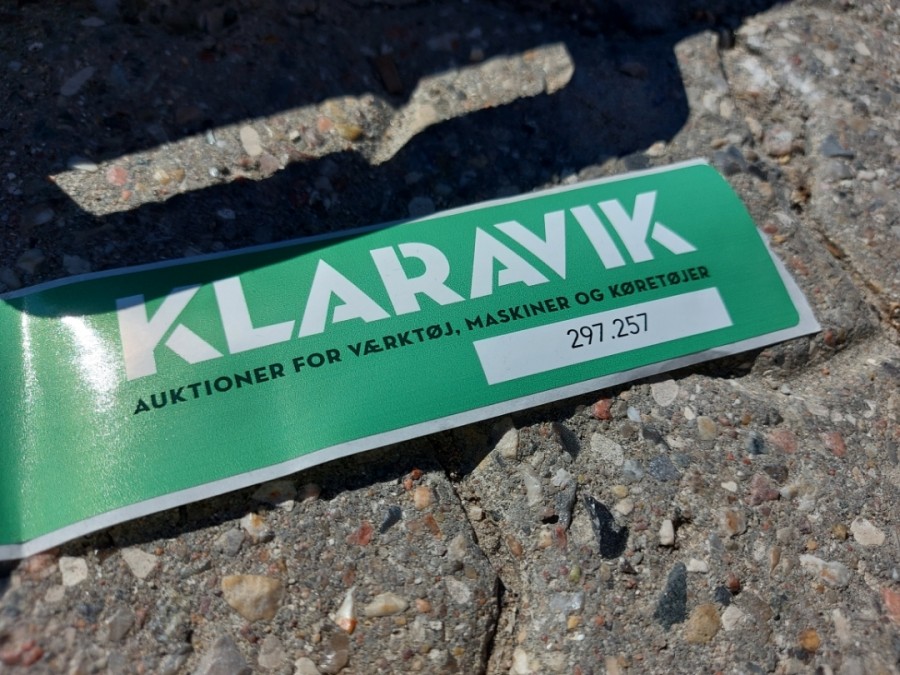 KLARAVIK
AUKTIONER FOR VÆRKTØJ, MASKINER OG KØRETØJER
297.257